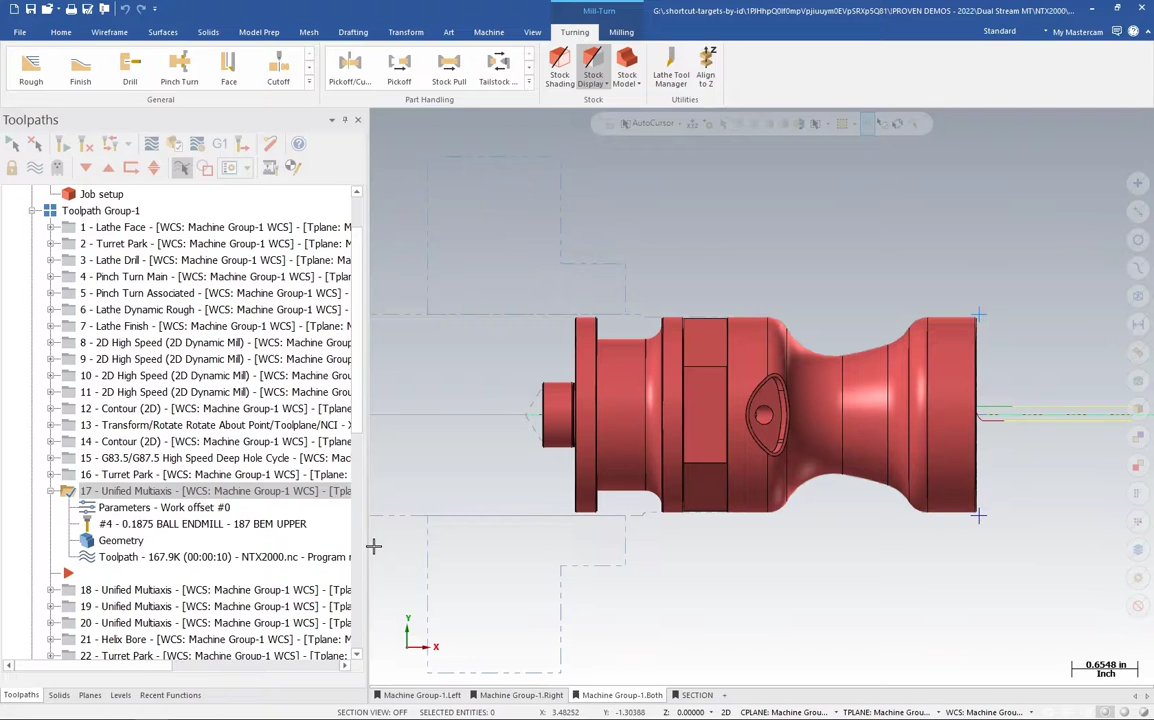 Mill-Turn
G:\.shortcut-targets-by-id\1PlHhpQ0If0mpVpjiuuym0EVpSRXp5Q81\PROVEN DEMOS - 2022\Dual Stream MT\NTX2000\...
File Home Wireframe Surfaces Solids Model Prep Mesh Drafting Transform Art Machine View Turning Milling
Standard My Mastercam
Rough Finish Drill Pinch Turn Face Cutoff
Pickoff/Cu... Pickoff Stock Pull Tailstock ...
Stock Shading Stock Display Stock Model
Lathe Tool Manager Align to Z
General Part Handling Stock Utilities
Toolpaths
AutoCursor
G1
Job setup
Toolpath Group-1
1 - Lathe Face - [WCS: Machine Group-1 WCS] - [Tplane: M
2 - Turret Park - [WCS: Machine Group-1 WCS] - [Tplane: M
3 - Lathe Drill - [WCS: Machine Group-1 WCS] - [Tplane: M
4 - Pinch Turn Main - [WCS: Machine Group-1 WCS] - [Tpla
5 - Pinch Turn Associated - [WCS: Machine Group-1 WCS] -
6 - Lathe Dynamic Rough - [WCS: Machine Group-1 WCS] -
7 - Lathe Finish - [WCS: Machine Group-1 WCS] - [Tplane: M
8 - 2D High Speed (2D Dynamic Mill) - [WCS: Machine Grou
9 - 2D High Speed (2D Dynamic Mill) - [WCS: Machine Grou
10 - 2D High Speed (2D Dynamic Mill) - [WCS: Machine Gro
11 - 2D High Speed (2D Dynamic Mill) - [WCS: Machine Gro
12 - Contour (2D) - [WCS: Machine Group-1 WCS] - [Tplane
13 - Transform/Rotate Rotate About Point/Toolplane/NCI - X
14 - Contour (2D) - [WCS: Machine Group-1 WCS] - [Tplane
15 - G83.5/G87.5 High Speed Deep Hole Cycle - [WCS: Mach
16 - Turret Park - [WCS: Machine Group-1 WCS] - [Tplane: M
17 - Unified Multiaxis - [WCS: Machine Group-1 WCS] - [Tpla
Parameters - Work offset #0
#4 - 0.1875 BALL ENDMILL - 187 BEM UPPER
Geometry
Toolpath - 167.9K (00:00:10) - NTX2000.nc - Program n
18 - Unified Multiaxis - [WCS: Machine Group-1 WCS] - [Tpl
19 - Unified Multiaxis - [WCS: Machine Group-1 WCS] - [Tpl
20 - Unified Multiaxis - [WCS: Machine Group-1 WCS] - [Tpl
21 - Helix Bore - [WCS: Machine Group-1 WCS] - [Tplane: M
22 - Turret Park - [WCS: Machine Group-1 WCS] - [Tplane: M
Y
X
0.6548 in
Inch
Toolpaths Solids Planes Levels Recent Functions
Machine Group-1.Left Machine Group-1.Right Machine Group-1.Both SECTION +
SECTION VIEW: OFF SELECTED ENTITIES: 0 X: 3.48252 Y: -1.30388 Z: 0.00000 2D CPLANE: Machine Grou... TPLANE: Machine Grou... WCS: Machine Grou...